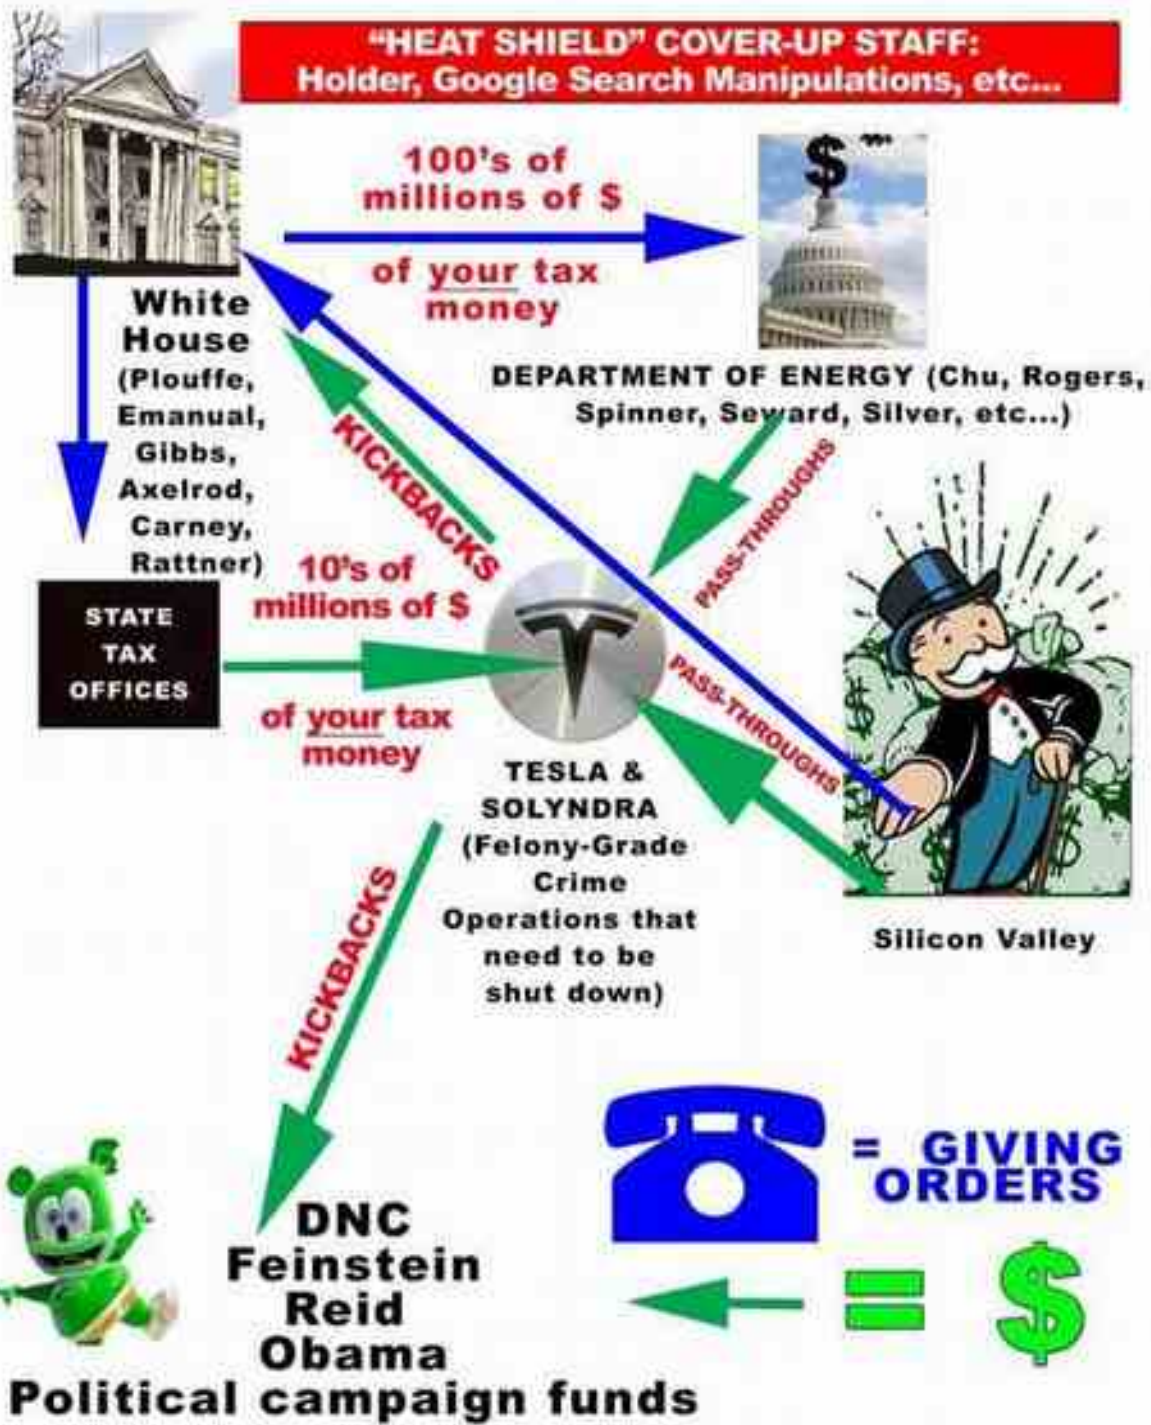 “HEAT SHIELD” COVER-UP STAFF:
Holder, Google Search Manipulations, etc...
100's of
millions of $
of your tax
money
White
House
(Plouffe,
Emanual,
Gibbs,
Axelrod,
Carney,
Rattner)
DEPARTMENT OF ENERGY (Chu, Rogers,
Spinner, Seward, Silver, etc...)
KICKBACKS
PASS-THROUGHS
STATE
TAX
OFFICES
10's of
millions of $
of your tax
money
PASS-THROUGHS
TESLA &
SOLYNDRA
(Felony-Grade
Crime
Operations that
need to be
shut down)
Silicon Valley
KICKBACKS
= GIVING
ORDERS
= $
DNC
Feinstein
Reid
Obama
Political campaign funds